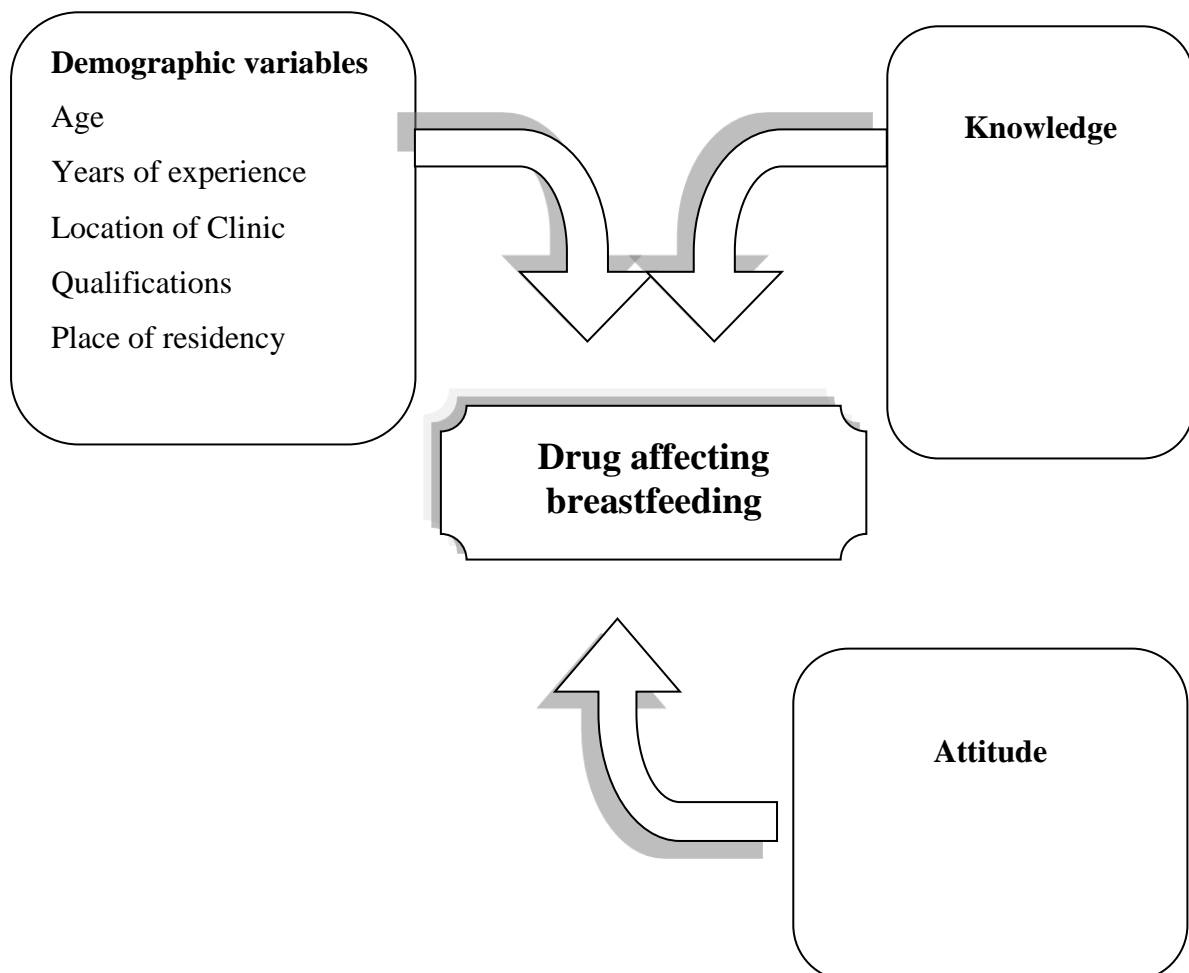 Demographic variables
Age
Years of experience
Location of Clinic
Qualifications
Place of residency
Knowledge
Drug affecting
breastfeeding
Attitude